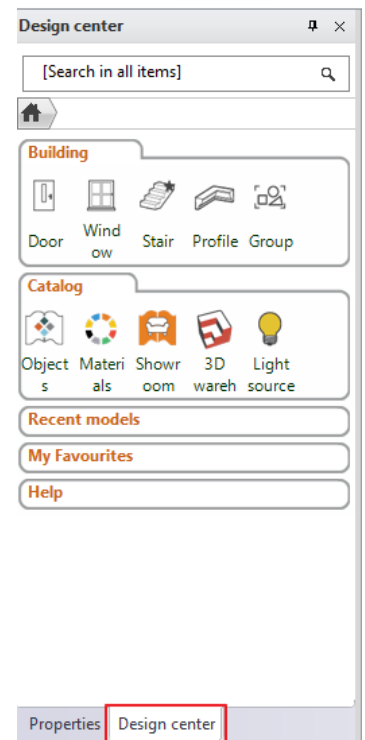 Design center
[Search in all items]
Building
Door
Wind
ow
Stair
Profile
Group
Catalog
Object
s
Materi
als
Showr
oom
3D
wareh
Light
source
Recent models
My Favourites
Help
Properties
Design center